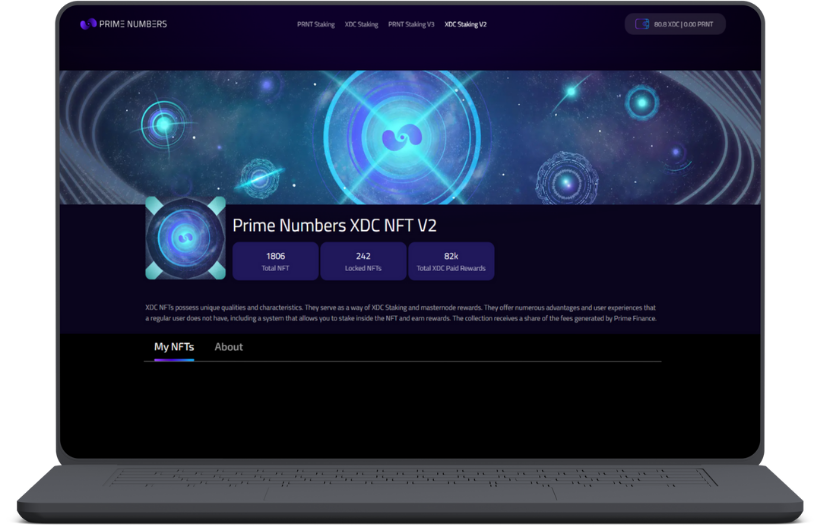 PRIME NUMBERS
PRNT Staking XDC Staking PRNT Staking V3 XDC Staking V2
80.8 XDC | 0.00 PRNT
Prime Numbers XDC NFT V2
1806 242 82k
Total NFT Locked NFTs Total XDC Paid Rewards
XDC NFTs possess unique qualities and characteristics. They serve as a way of XDC Staking and masternode rewards. They offer numerous advantages and user experiences that
a regular user does not have, including a system that allows you to stake inside the NFT and earn rewards. The collection receives a share of the fees generated by Prime Finance.
My NFTs About